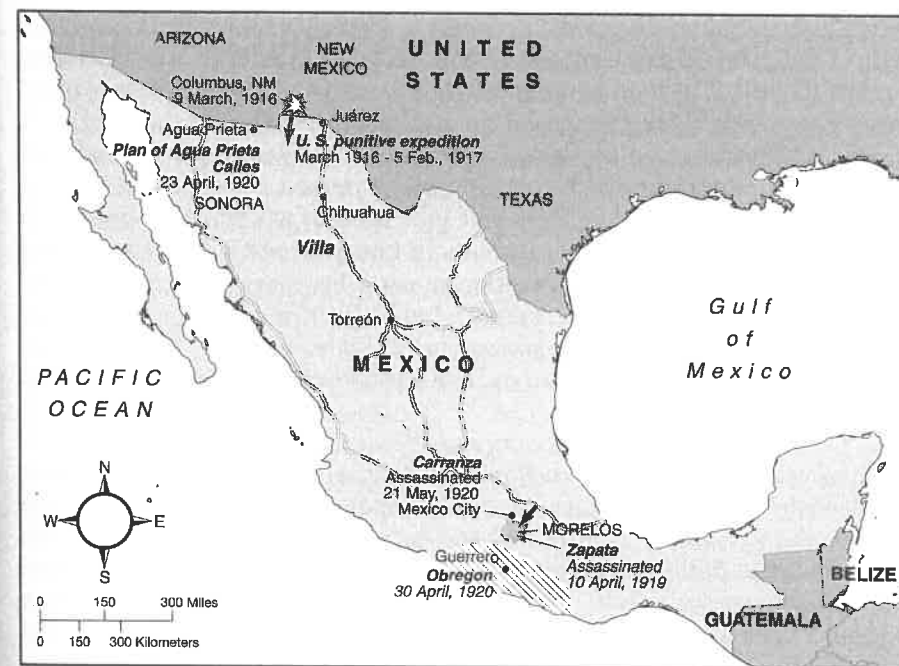 ARIZONA
NEW
MEXICO
UNITED
STATES
Columbus, NM
9 March, 1916
Juárez
Agua Prieta
U. S. punitive expedition
March 1916 - 5 Feb., 1917
Plan of Agua Prieta
Calles
23 April, 1920
SONORA
TEXAS
Chihuahua
Villa
Torreón
MEXICO
Gulf
of
Mexico
PACIFIC
OCEAN
Carranza
Assassinated
21 May, 1920
Mexico City
MORELOS
Zapata
Assassinated
10 April, 1919
Guerrero
Obregon
30 April, 1920
BELIZE
GUATEMALA
N
W
E
S
0 150 300 Miles
0 150 300 Kilometers